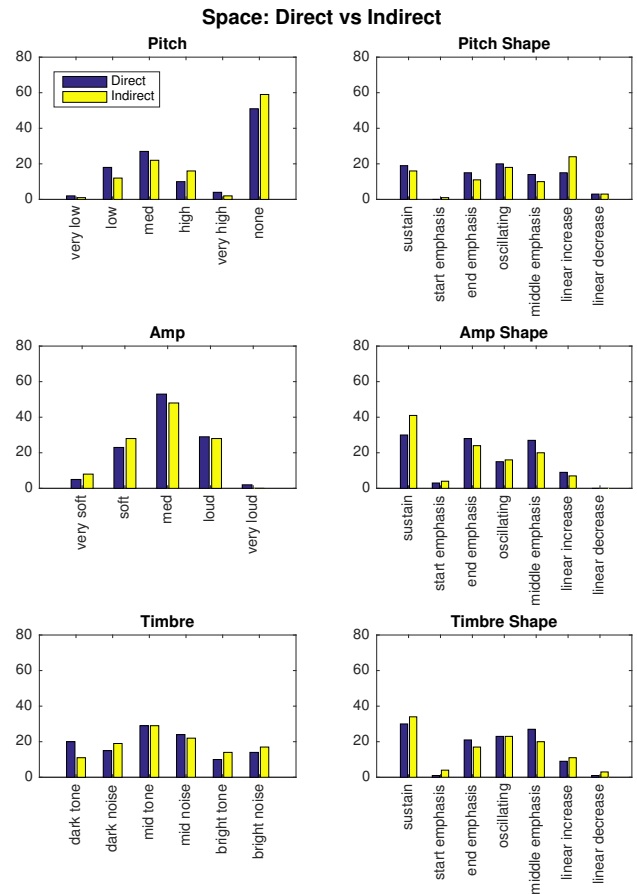 Space: Direct vs Indirect
Pitch
80
60
40
20
0
Direct
Indirect
very low
low
med
high
very high
none
Pitch Shape
80
60
40
20
0
sustain
start emphasis
end emphasis
oscillating
middle emphasis
linear increase
linear decrease
Amp
80
60
40
20
0
very soft
soft
med
loud
very loud
Amp Shape
80
60
40
20
0
sustain
start emphasis
end emphasis
oscillating
middle emphasis
linear increase
linear decrease
Timbre
80
60
40
20
0
dark tone
dark noise
mid tone
mid noise
bright tone
bright noise
Timbre Shape
80
60
40
20
0
sustain
start emphasis
end emphasis
oscillating
middle emphasis
linear increase
linear decrease